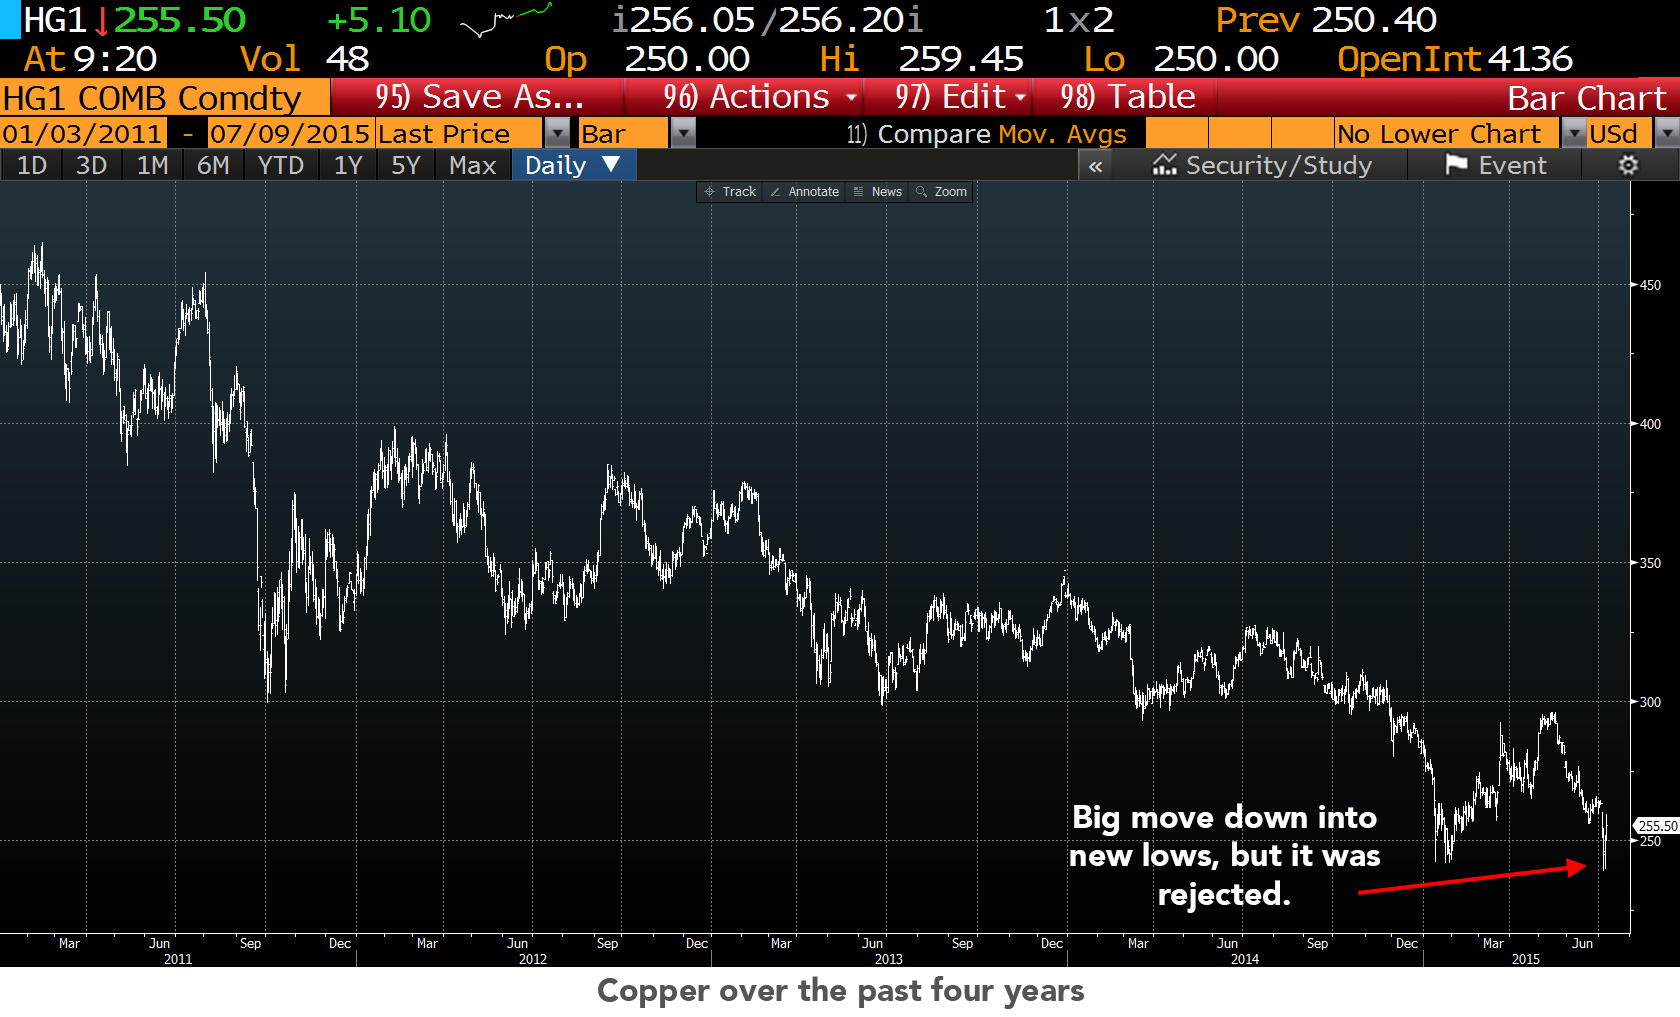 HG1 ↓ 255.50 +5.10 i256.05/256.20i 1x2 Prev 250.40
At 9:20 Vol 48 Op 250.00 Hi 259.45 Lo 250.00 OpenInt 4136
HG1 COMB Comdty 95) Save As... 96) Actions 97) Edit 98) Table Bar Chart
01/03/2011 - 07/09/2015 Last Price Bar 11) Compare Mov. Avgs No Lower Chart USd
1D 3D 1M 6M YTD 1Y 5Y Max Daily ▼ « Security/Study Event
Track Annotate News Zoom
450
400
350
300
255.50
250
Big move down into
new lows, but it was
rejected.
Mar Jun Sep Dec Mar Jun Sep Dec Mar Jun Sep Dec Mar Jun Sep Dec Mar Jun
2011 2012 2013 2014 2015
Copper over the past four years